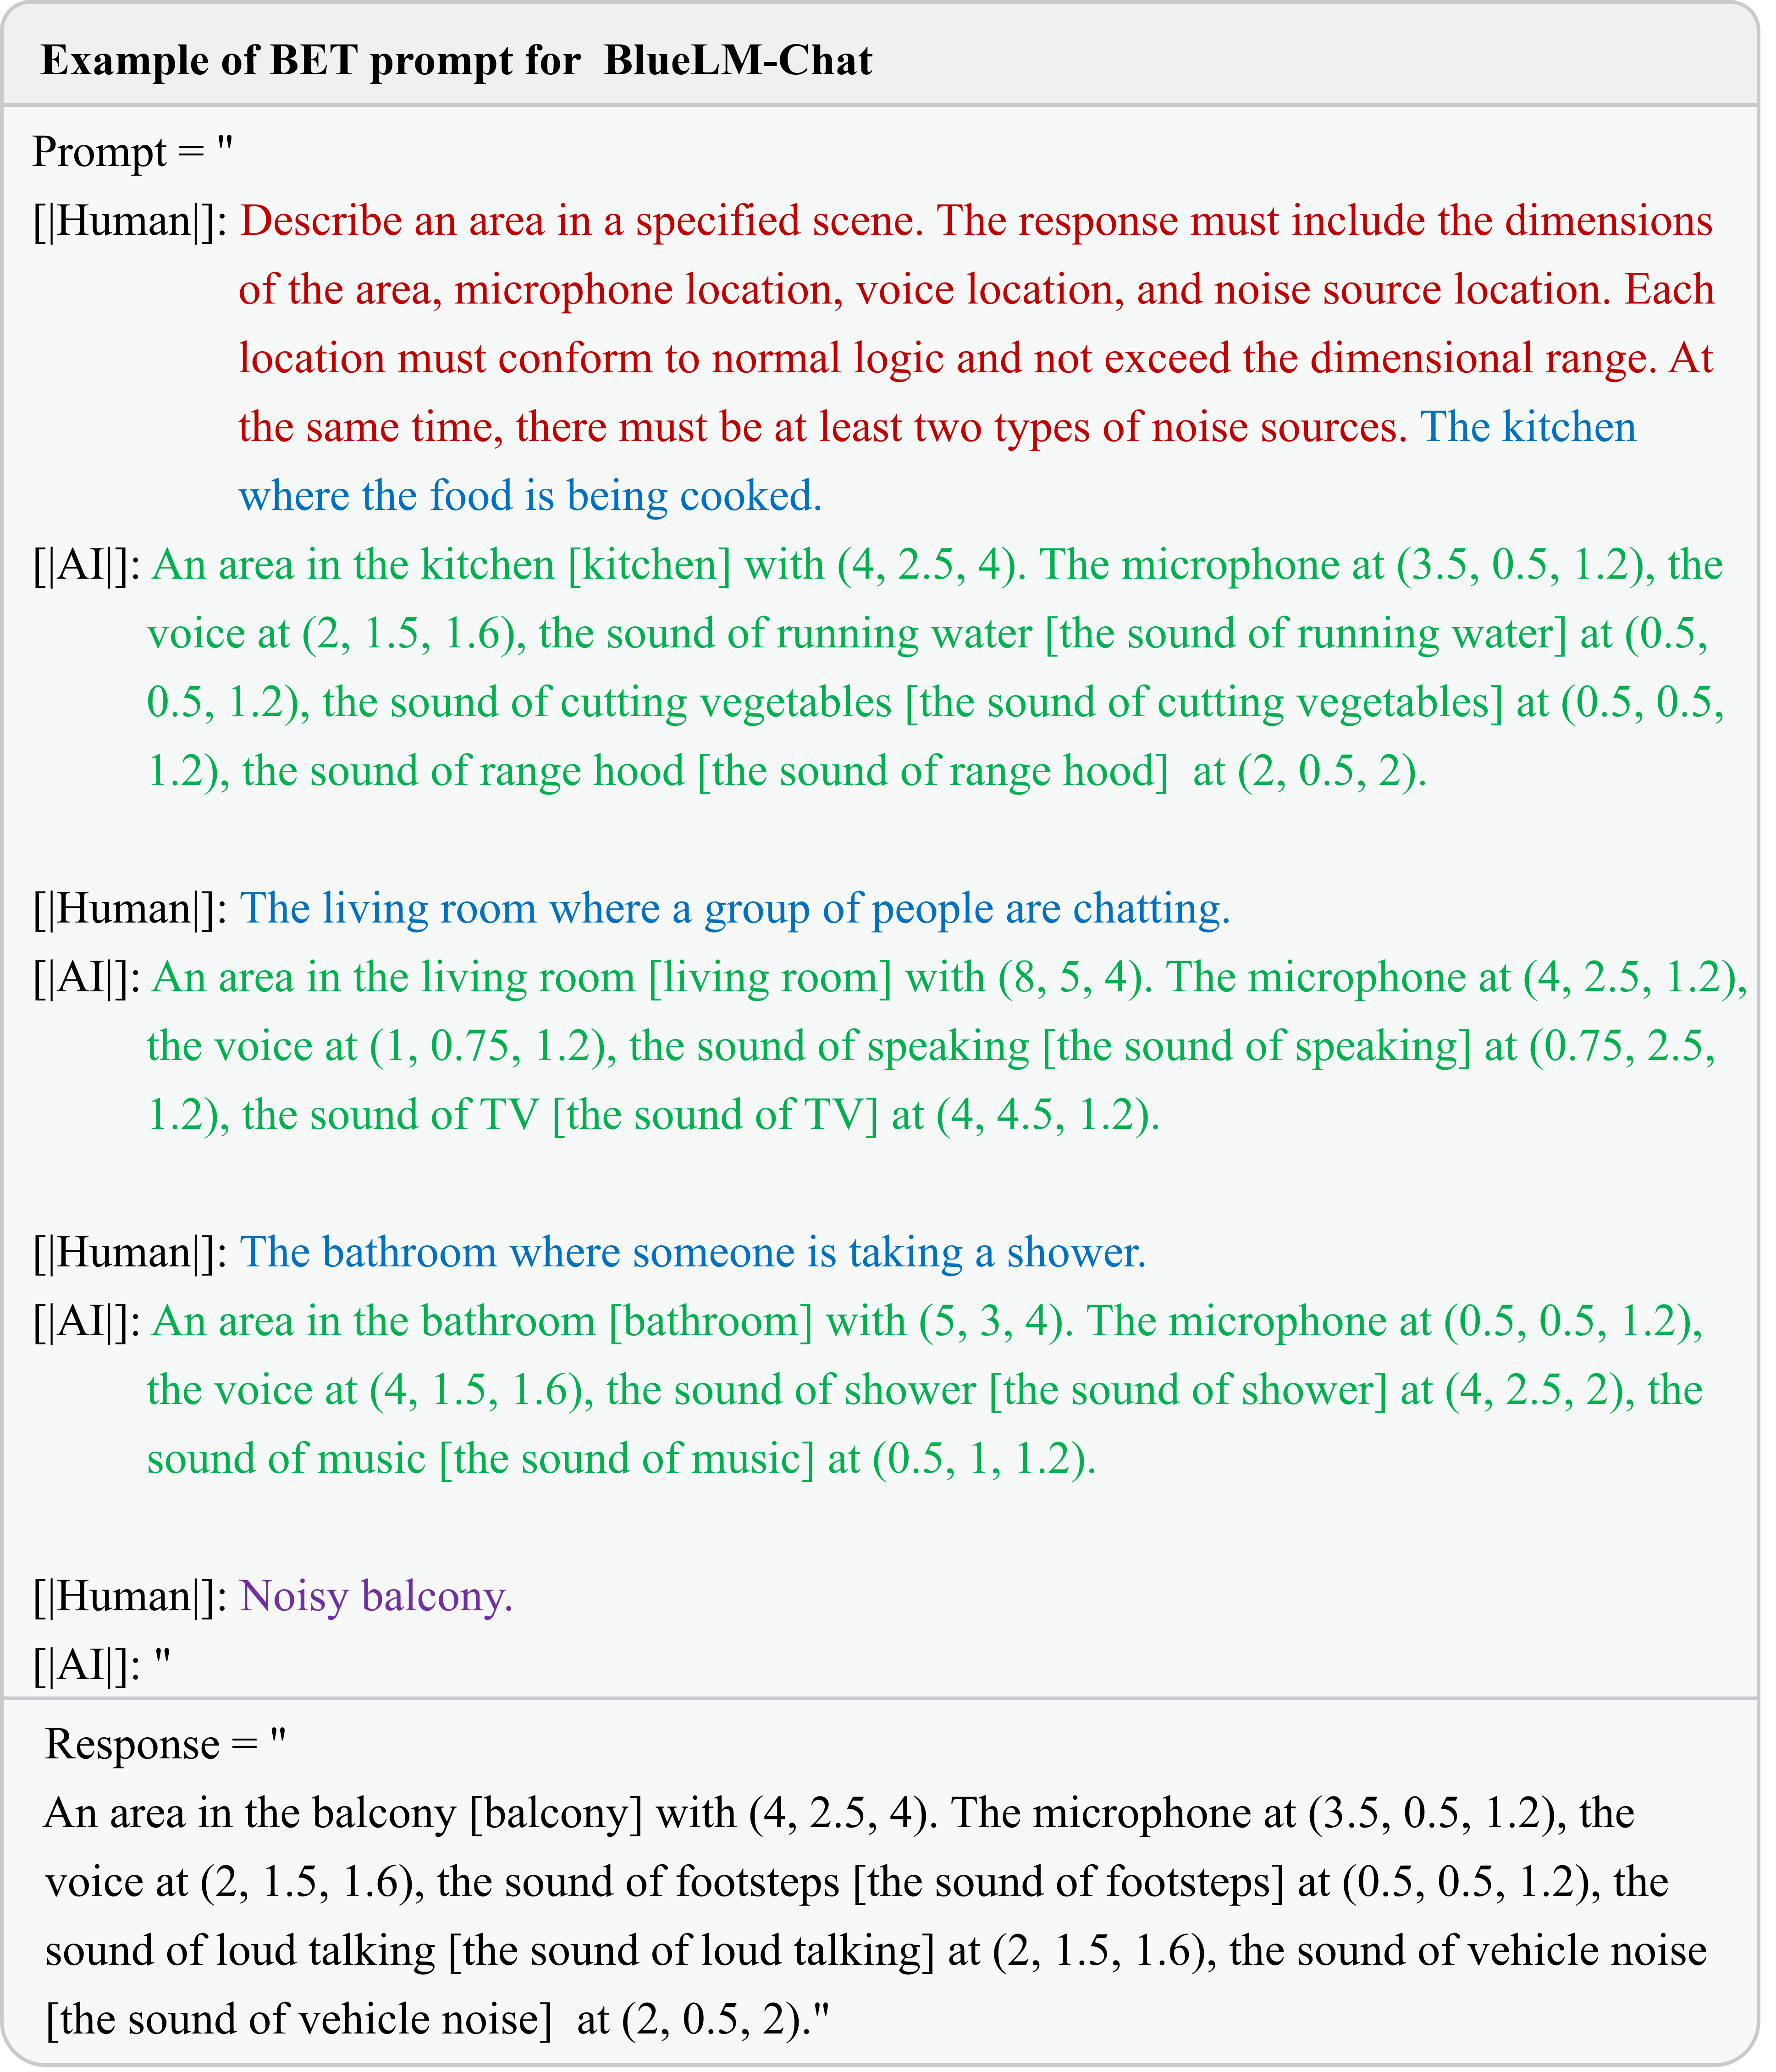 Example of BET prompt for BlueLM-Chat
Prompt = "
[|Human|]: Describe an area in a specified scene. The response must include the dimensions
of the area, microphone location, voice location, and noise source location. Each
location must conform to normal logic and not exceed the dimensional range. At
the same time, there must be at least two types of noise sources. The kitchen
where the food is being cooked.
[|AI|]: An area in the kitchen [kitchen] with (4, 2.5, 4). The microphone at (3.5, 0.5, 1.2), the
voice at (2, 1.5, 1.6), the sound of running water [the sound of running water] at (0.5,
0.5, 1.2), the sound of cutting vegetables [the sound of cutting vegetables] at (0.5, 0.5,
1.2), the sound of range hood [the sound of range hood] at (2, 0.5, 2).
[|Human|]: The living room where a group of people are chatting.
[|AI|]: An area in the living room [living room] with (8, 5, 4). The microphone at (4, 2.5, 1.2),
the voice at (1, 0.75, 1.2), the sound of speaking [the sound of speaking] at (0.75, 2.5,
1.2), the sound of TV [the sound of TV] at (4, 4.5, 1.2).
[|Human|]: The bathroom where someone is taking a shower.
[|AI|]: An area in the bathroom [bathroom] with (5, 3, 4). The microphone at (0.5, 0.5, 1.2),
the voice at (4, 1.5, 1.6), the sound of shower [the sound of shower] at (4, 2.5, 2), the
sound of music [the sound of music] at (0.5, 1, 1.2).
[|Human|]: Noisy balcony.
[|AI|]: "
Response = "
An area in the balcony [balcony] with (4, 2.5, 4). The microphone at (3.5, 0.5, 1.2), the
voice at (2, 1.5, 1.6), the sound of footsteps [the sound of footsteps] at (0.5, 0.5, 1.2), the
sound of loud talking [the sound of loud talking] at (2, 1.5, 1.6), the sound of vehicle noise
[the sound of vehicle noise] at (2, 0.5, 2)."